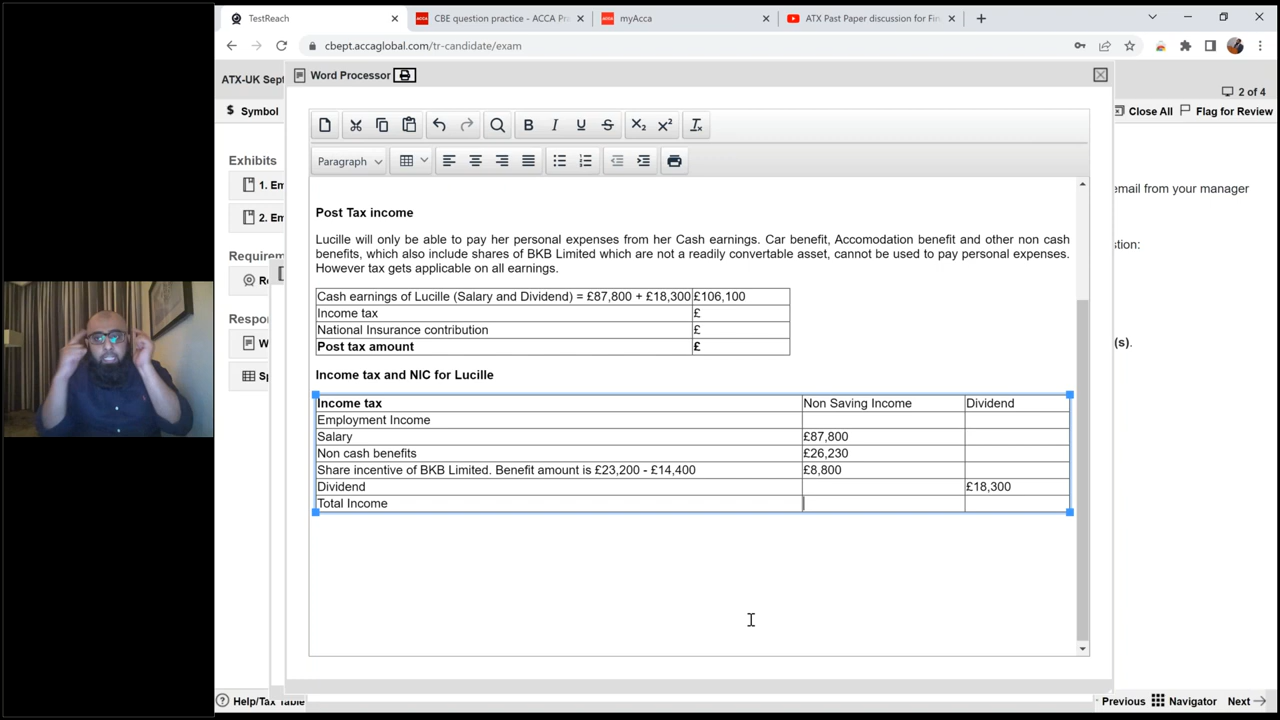 TestReach
CBE question practice - ACCA Pra
myAcca
ATX Past Paper discussion for Fin
cbept.accaglobal.com/tr-candidate/exam
ATX-UK Sept
Word Processor
2 of 4
$ Symbol
Close All
Flag for Review
Paragraph
Exhibits
1. Em
2. Em
email from your manager
Requirem
Re
tion:
Respo
W
Sp
(s).
Post Tax income
Lucille will only be able to pay her personal expenses from her Cash earnings. Car benefit, Accomodation benefit and other non cash
benefits, which also include shares of BKB Limited which are not a readily convertable asset, cannot be used to pay personal expenses.
However tax gets applicable on all earnings.
Cash earnings of Lucille (Salary and Dividend) = £87,800 + £18,300 £106,100
Income tax £
National Insurance contribution £
Post tax amount £
Income tax and NIC for Lucille
Income tax Non Saving Income Dividend
Employment Income
Salary £87,800
Non cash benefits £26,230
Share incentive of BKB Limited. Benefit amount is £23,200 - £14,400 £8,800
Dividend £18,300
Total Income
Help/Tax Table
Previous Navigator Next